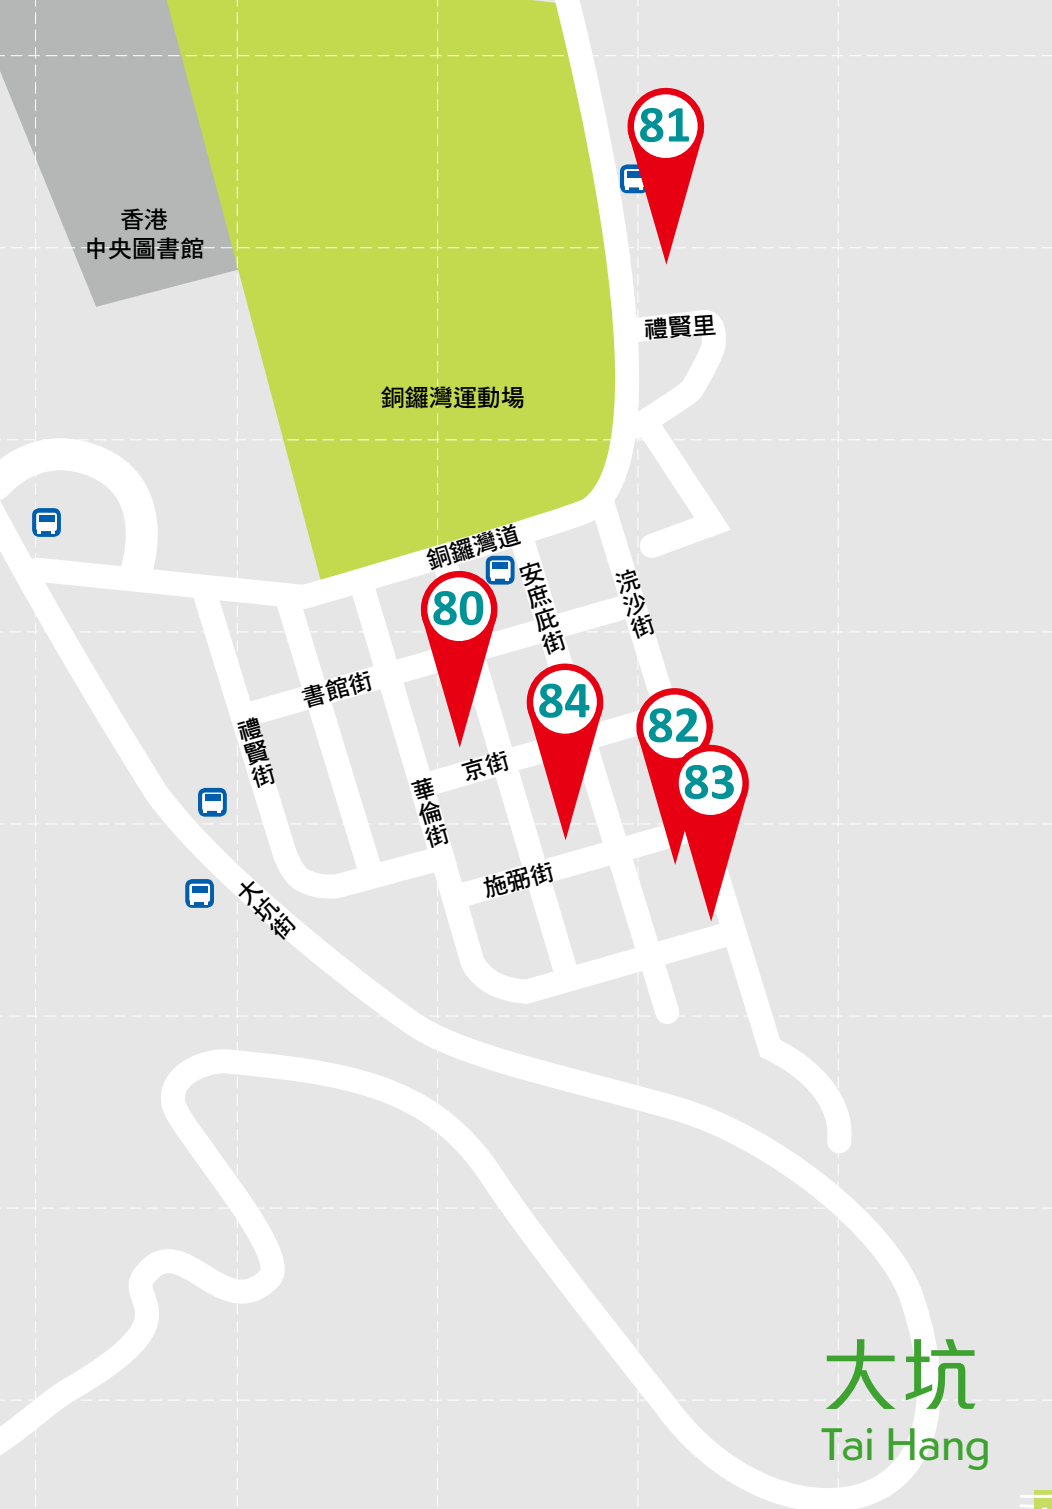 81
香港
中央圖書館
禮賢里
銅鑼灣運動場
銅鑼灣道
安庶庇街
浣沙街
80
書館街
84
82
禮賢街
京街
83
華倫街
施弼街
大坑街
大坑
Tai Hang